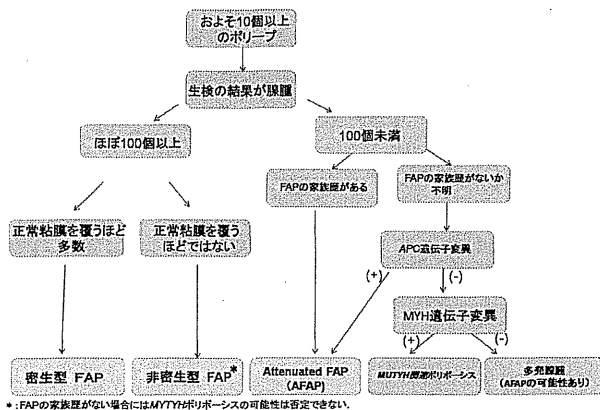 およそ10個以上
のポリープ
生検の結果が腺腫
ほぼ100個以上
100個未満
FAPの家族歴がある
FAPの家族歴がないか
不明
正常粘膜を覆うほど
多数
正常粘膜を覆う
ほどではない
APC遺伝子変異
(+)
(-)
MYH遺伝子変異
(+)
(-)
密生型 FAP
非密生型 FAP*
Attenuated FAP
(AFAP)
MUTYH関連ポリポーシス
多発腺腫
(AFAPの可能性あり)
*:FAPの家族歴がない場合にはMYTYHポリポーシスの可能性は否定できない.